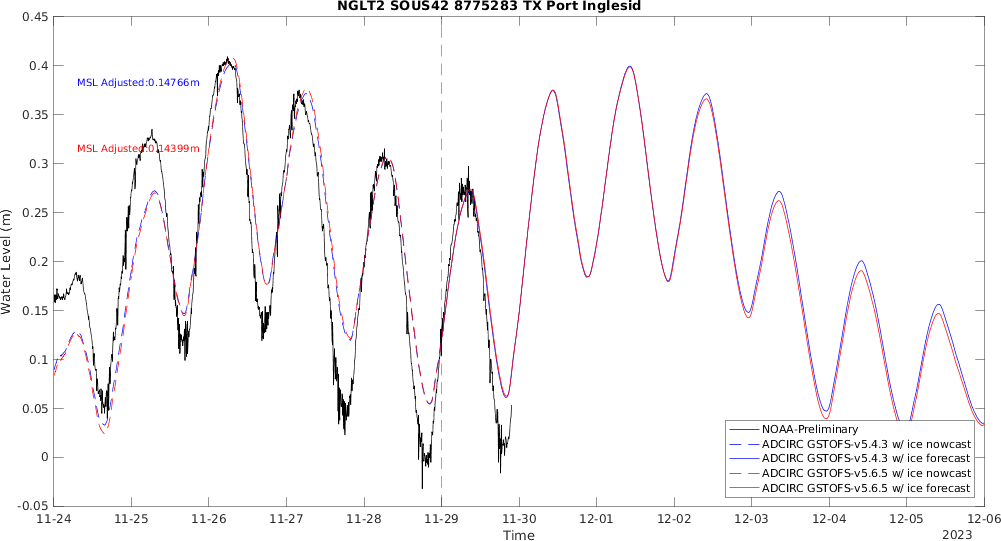 NGLT2 SOUS42 8775283 TX Port Inglesid
0.45
0.4
0.35
0.3
0.25
0.2
0.15
0.1
0.05
0
-0.05
Water Level (m)
MSL Adjusted:0.14766m
MSL Adjusted:0.14399m
NOAA-Preliminary
ADCIRC GSTOFS-v5.4.3 w/ ice nowcast
ADCIRC GSTOFS-v5.4.3 w/ ice forecast
ADCIRC GSTOFS-v5.6.5 w/ ice nowcast
ADCIRC GSTOFS-v5.6.5 w/ ice forecast
11-24 11-25 11-26 11-27 11-28 11-29 11-30 12-01 12-02 12-03 12-04 12-05 12-06
Time
2023